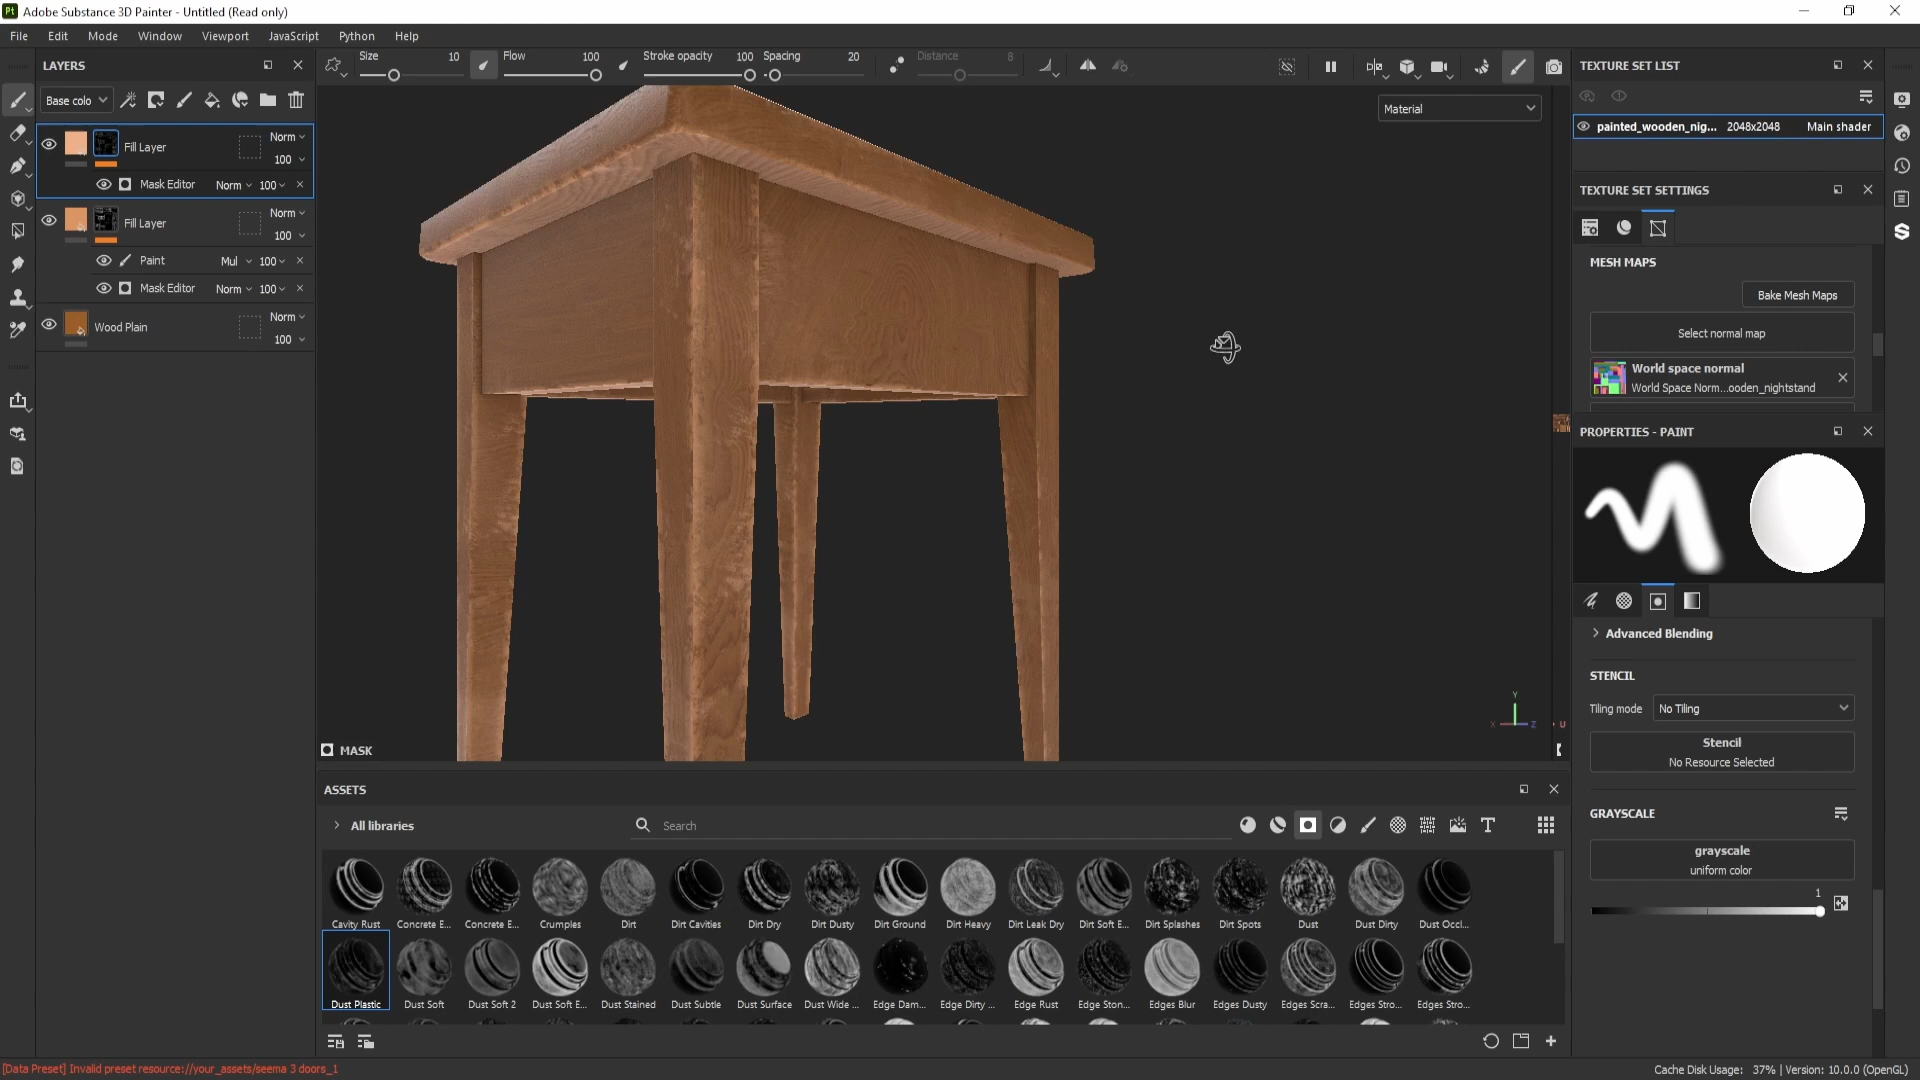 Pt Adobe Substance 3D Painter - Untitled (Read only)
File Edit Mode Window Viewport JavaScript Python Help
LAYERS
Size 10 Flow 100 Stroke opacity 100 Spacing 20 Distance 8
Base colo
Material
Fill Layer Norm
100
Mask Editor Norm 100
Fill Layer Norm
100
Paint Mul 100
Mask Editor Norm 100
Wood Plain Norm
100
Y
X Z U
MASK
TEXTURE SET LIST
painted_wooden_nig... 2048x2048 Main shader
TEXTURE SET SETTINGS
MESH MAPS
Bake Mesh Maps
Select normal map
World space normal
World Space Norm...ooden_nightstand
PROPERTIES - PAINT
Advanced Blending
STENCIL
Tiling mode No Tiling
Stencil
No Resource Selected
GRAYSCALE
grayscale
uniform color
1
ASSETS
All libraries Search
Cavity Rust Concrete E... Concrete E... Crumples Dirt Dirt Cavities Dirt Dry Dirt Dusty Dirt Ground Dirt Heavy Dirt Leak Dry Dirt Soft E... Dirt Splashes Dirt Spots Dust Dust Dirty Dust Occl...
Dust Plastic Dust Soft Dust Soft 2 Dust Soft E... Dust Stained Dust Subtle Dust Surface Dust Wide ... Edge Dam... Edge Dirty ... Edge Rust Edge Ston... Edges Blur Edges Dusty Edges Scra... Edges Stro... Edges Stro...
[Data Preset] Invalid preset resource://your_assets/seema 3 doors_1
Cache Disk Usage: 37% | Version: 10.0.0 (OpenGL)